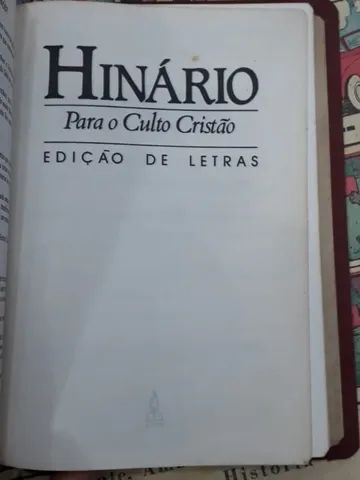 HINÁRIO
Para o Culto Cristão
EDIÇÃO DE LETRAS